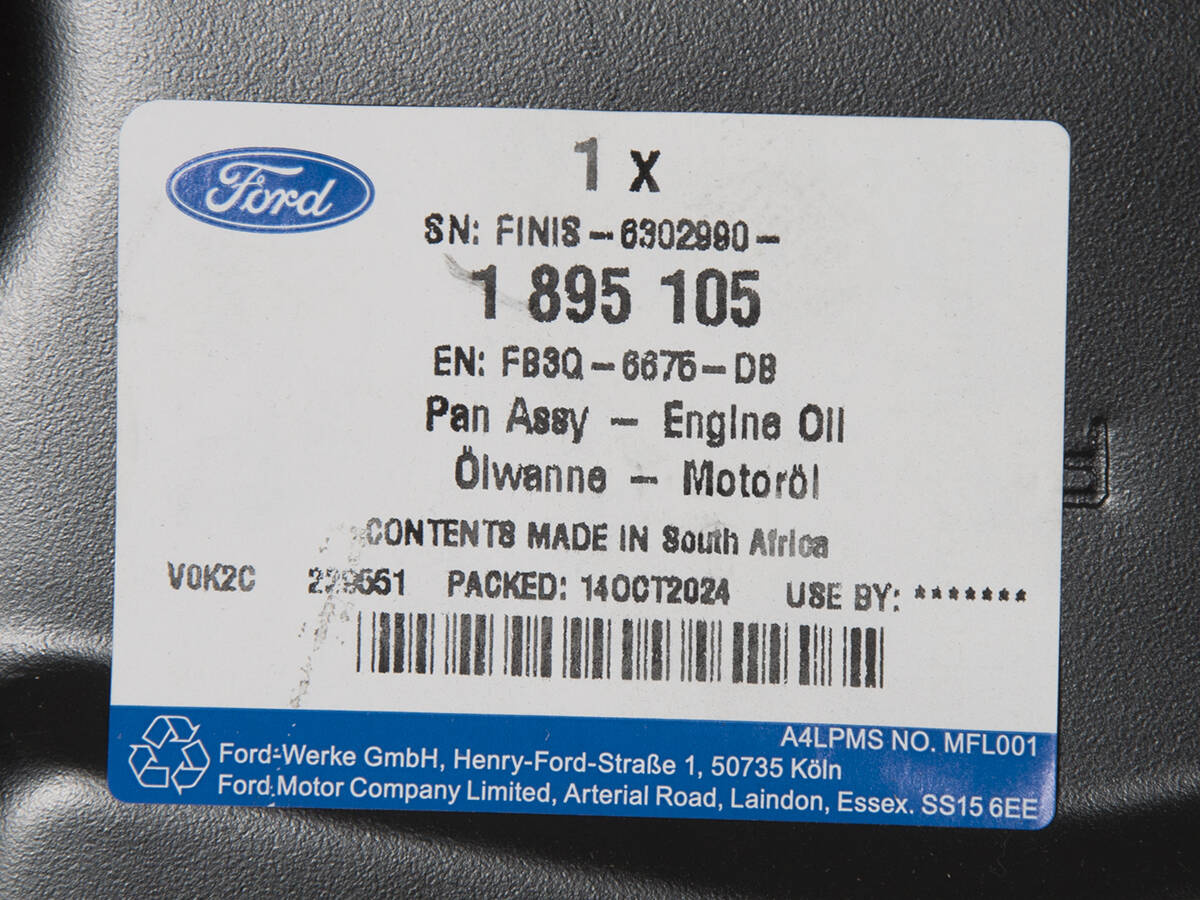 Ford
1 x
SN: FINIS-6302990-
1 895 105
EN: FB3Q-6675-DB
Pan Assy - Engine Oil
Ölwanne - Motoröl
CONTENTS MADE IN South Africa
V0K2C 229551 PACKED: 14OCT2024 USE BY: *******
A4LPMS NO. MFL001
Ford-Werke GmbH, Henry-Ford-Straße 1, 50735 Köln
Ford Motor Company Limited, Arterial Road, Laindon, Essex. SS15 6EE